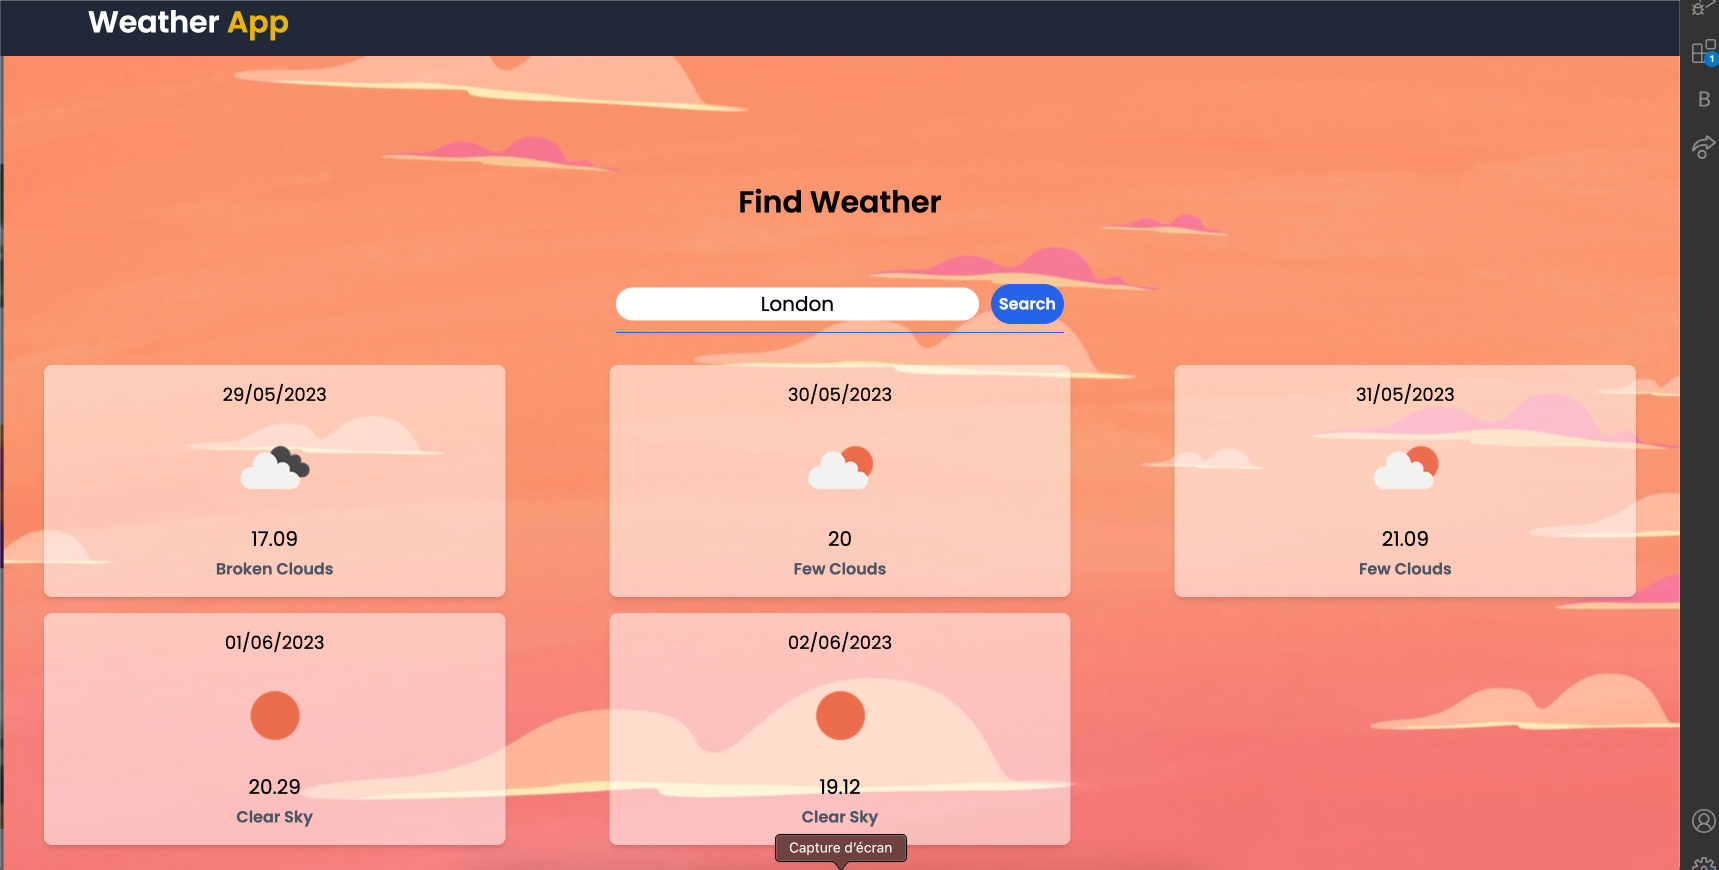 Weather App
1
B
Find Weather
London
Search
29/05/2023
17.09
Broken Clouds
30/05/2023
20
Few Clouds
31/05/2023
21.09
Few Clouds
01/06/2023
20.29
Clear Sky
02/06/2023
19.12
Clear Sky
Capture d'écran